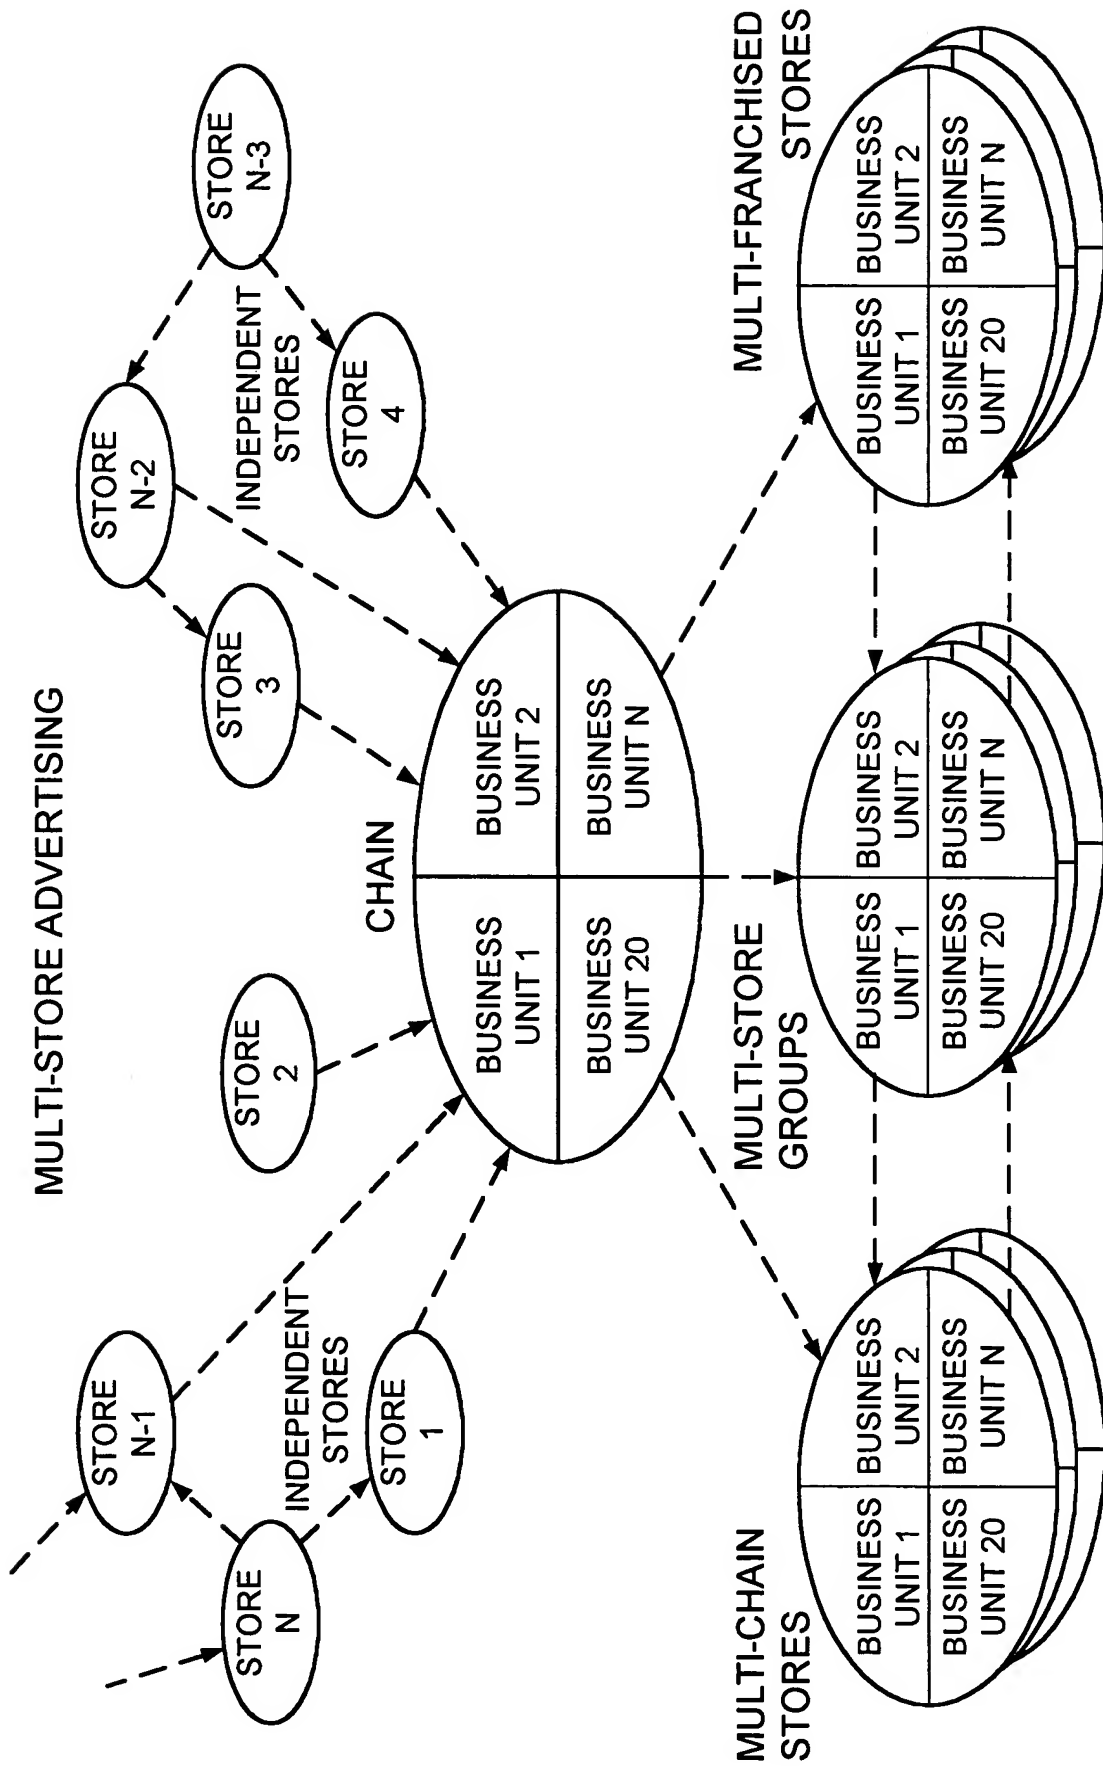 MULTI-STORE ADVERTISING
STORE
N-1
STORE
N
INDEPENDENT
STORES
STORE
1
STORE
2
STORE
3
STORE
N-2
INDEPENDENT
STORES
STORE
4
STORE
N-3
CHAIN
BUSINESS
UNIT 1
BUSINESS
UNIT 2
BUSINESS
UNIT 20
BUSINESS
UNIT N
MULTI-CHAIN
STORES
BUSINESS
UNIT 1
BUSINESS
UNIT 2
BUSINESS
UNIT 20
BUSINESS
UNIT N
MULTI-STORE
GROUPS
BUSINESS
UNIT 1
BUSINESS
UNIT 2
BUSINESS
UNIT 20
BUSINESS
UNIT N
MULTI-FRANCHISED
STORES
BUSINESS
UNIT 1
BUSINESS
UNIT 2
BUSINESS
UNIT 20
BUSINESS
UNIT N